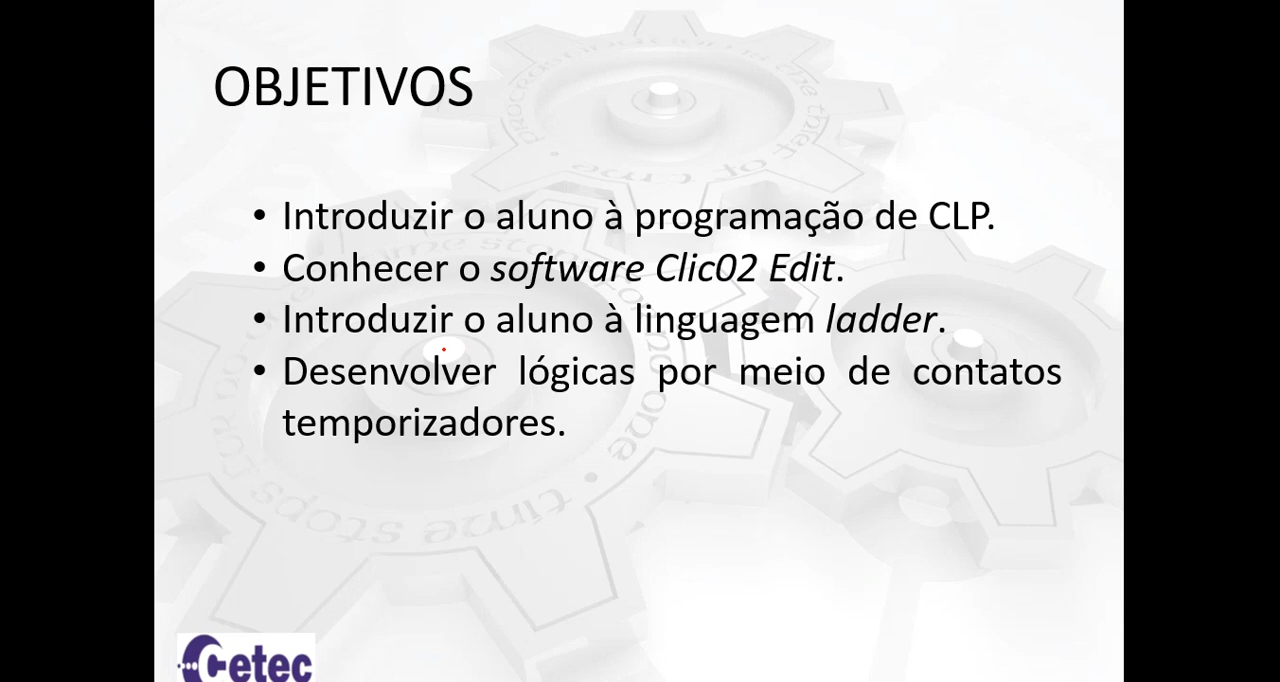 OBJETIVOS
• Introduzir o aluno à programação de CLP.
• Conhecer o software Clic02 Edit.
• Introduzir o aluno à linguagem ladder.
• Desenvolver lógicas por meio de contatos
temporizadores.
Cetec